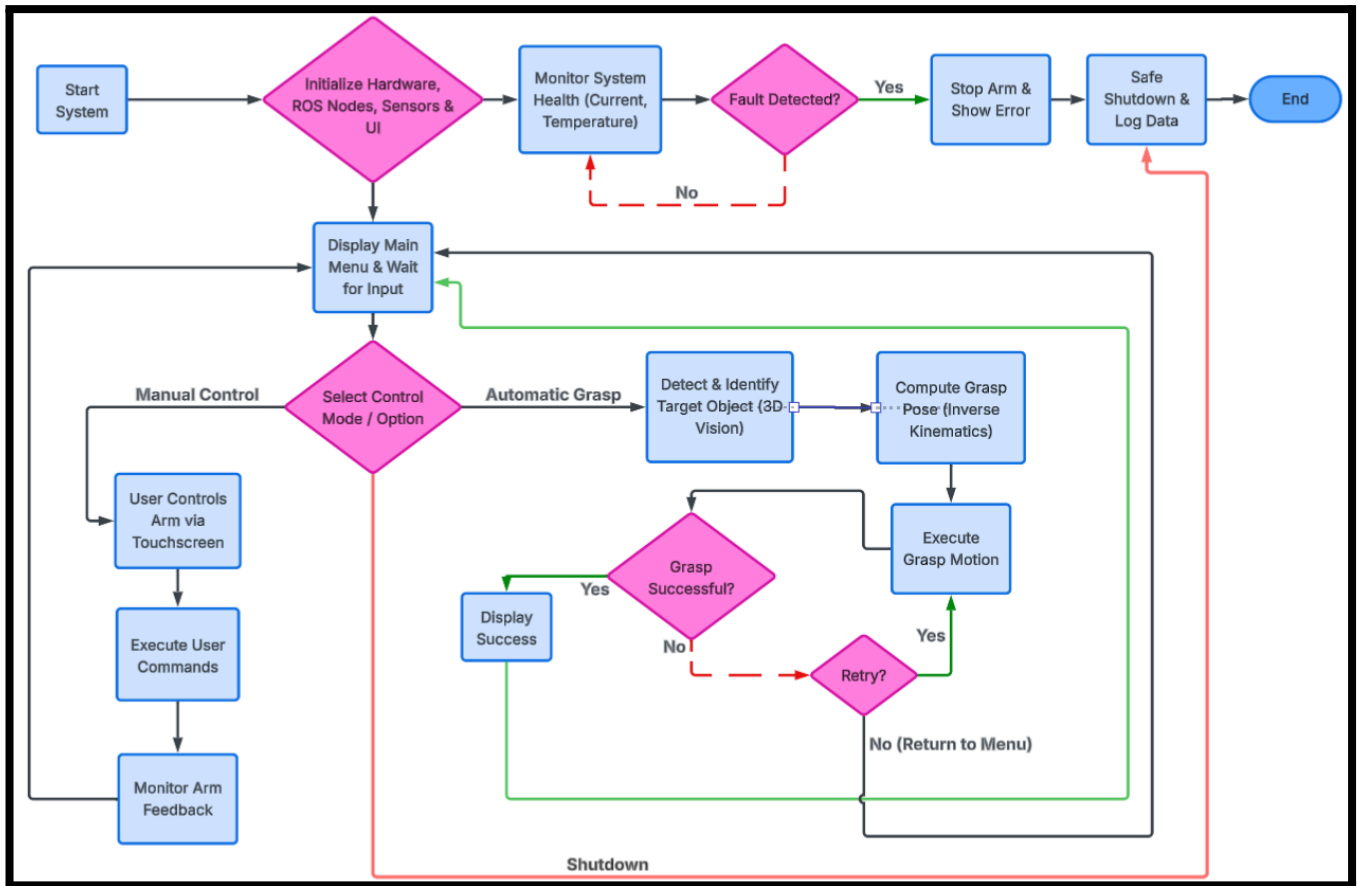 Start
System
Initialize Hardware,
ROS Nodes, Sensors &
UI
Monitor System
Health (Current,
Temperature)
Fault Detected?
Yes
Stop Arm &
Show Error
Safe
Shutdown &
Log Data
End
No
Display Main
Menu & Wait
for Input
Manual Control
Select Control
Mode / Option
Automatic Grasp
Detect & Identify
Target Object (3D
Vision)
Compute Grasp
Pose (Inverse
Kinematics)
User Controls
Arm via
Touchscreen
Execute
Grasp Motion
Grasp
Successful?
Yes
Display
Success
No
Retry?
Yes
Execute User
Commands
No (Return to Menu)
Monitor Arm
Feedback
Shutdown